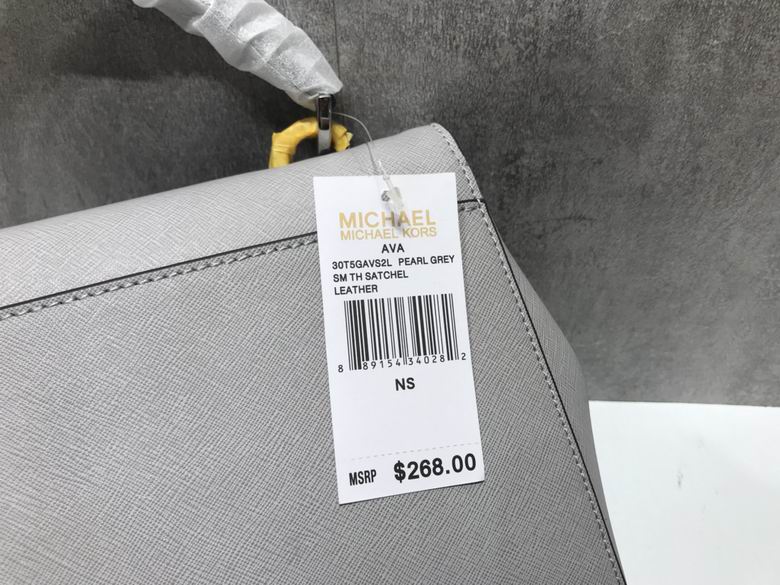 MICHAEL
MICHAEL KORS
AVA
30T5GAVS2L PEARL GREY
SM TH SATCHEL
LEATHER
8 89154 34028 2
NS
MSRP $268.00